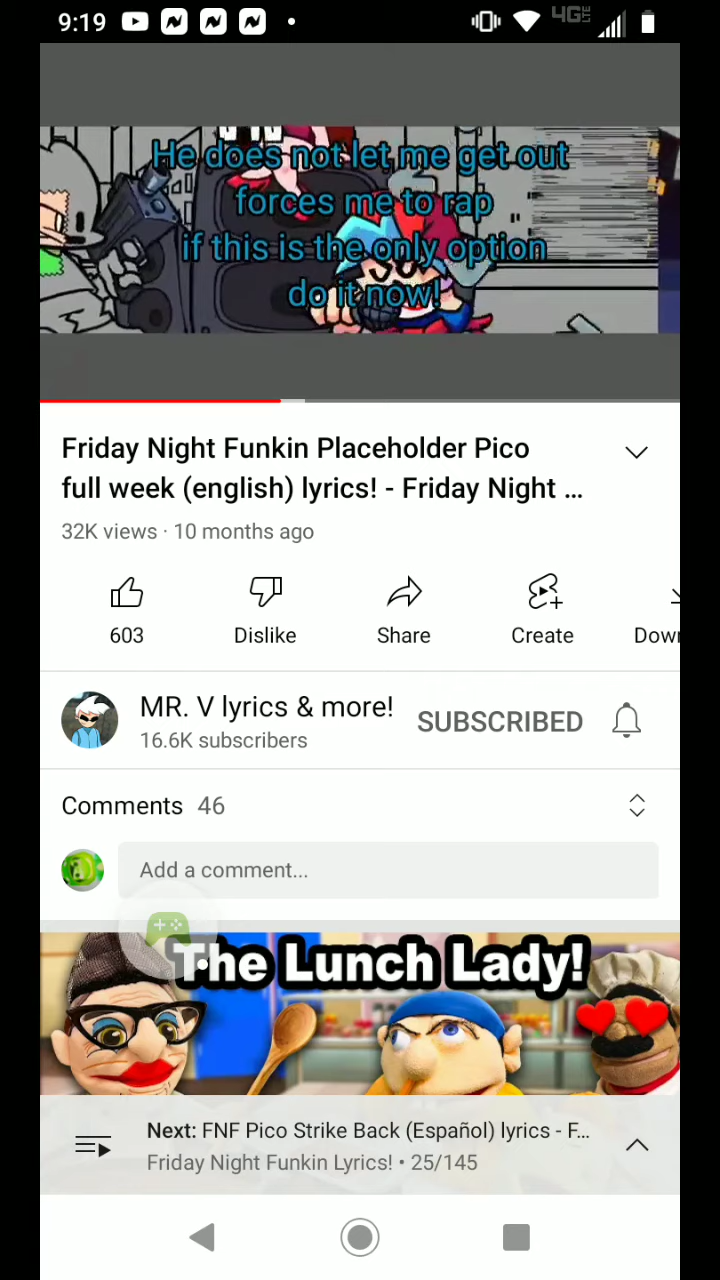 9:19
4GLTE
He does not let me get out
forces me to rap
if this is the only option
do it now!
Friday Night Funkin Placeholder Pico
full week (english) lyrics! - Friday Night ...
32K views · 10 months ago
603
Dislike
Share
Create
Down
MR. V lyrics & more!
16.6K subscribers
SUBSCRIBED
Comments 46
Add a comment...
The Lunch Lady!
Next: FNF Pico Strike Back (Español) lyrics - F...
Friday Night Funkin Lyrics! • 25/145